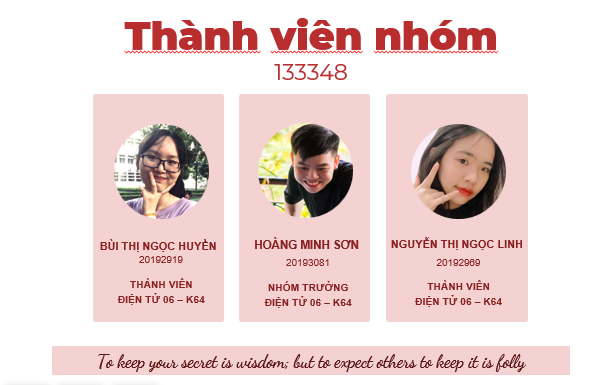 Thành viên nhóm
133348
BÙI THỊ NGỌC HUYỀN
20192919
THÀNH VIÊN
ĐIỆN TỬ 06 – K64
HOÀNG MINH SƠN
20193081
NHÓM TRƯỞNG
ĐIỆN TỬ 06 – K64
NGUYỄN THỊ NGỌC LINH
20192969
THÀNH VIÊN
ĐIỆN TỬ 06 – K64
To keep your secret is wisdom; but to expect others to keep it is folly